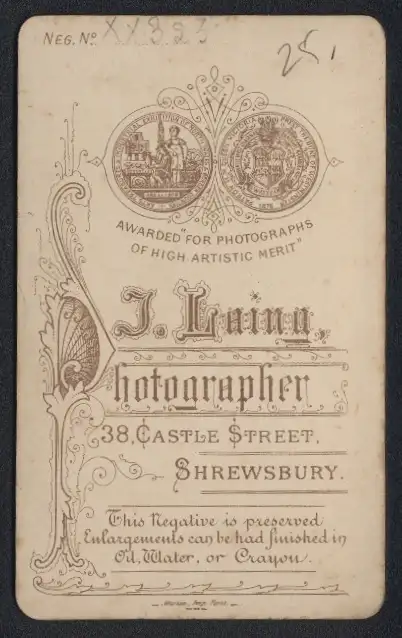 NEG. Nº XX323
25,
AWARDED "FOR PHOTOGRAPHS
OF HIGH ARTISTIC MERIT"
J. Laing,
Photographer
38, CASTLE STREET,
SHREWSBURY.
This Negative is preserved
Enlargements can be had finished in
Oil, Water, or Crayon.